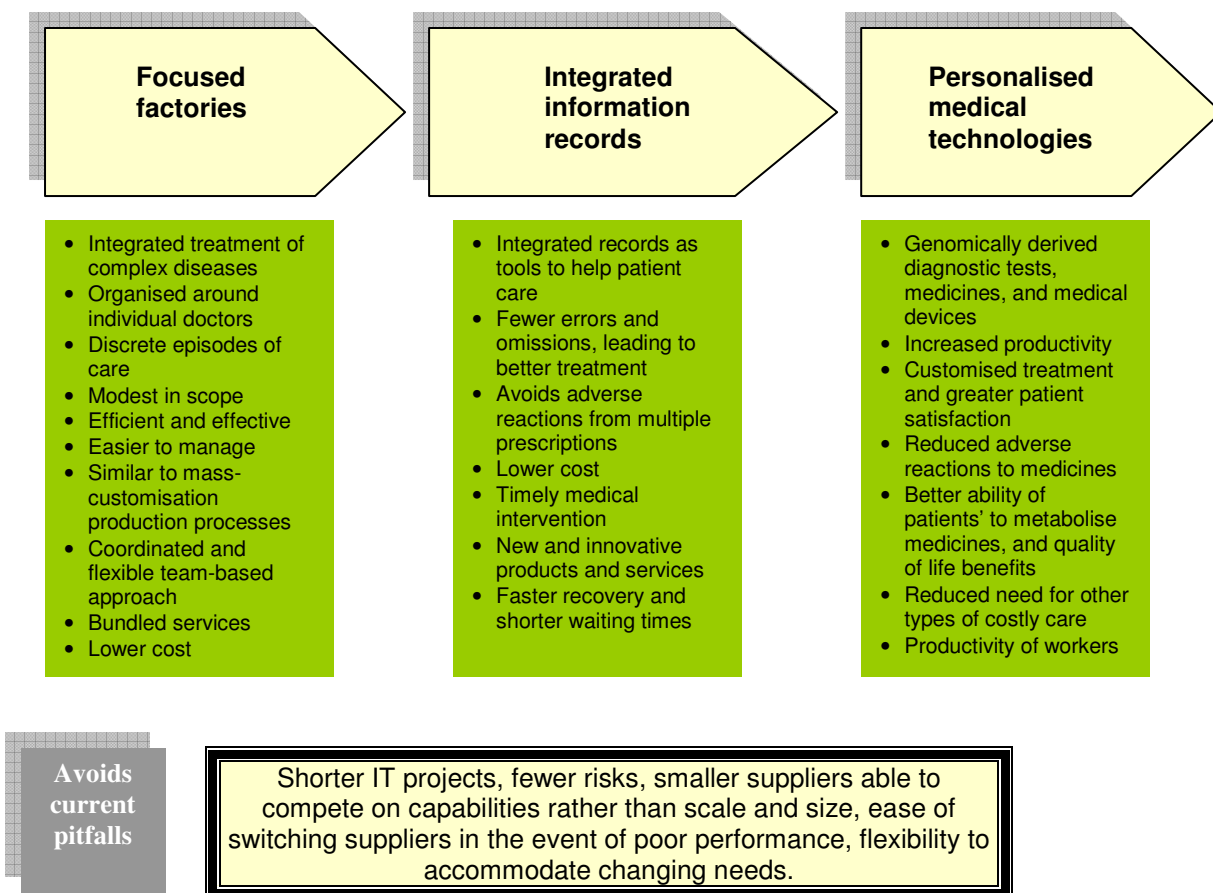 Focused
factories
Integrated
information
records
Personalised
medical
technologies
• Integrated treatment of
complex diseases
• Organised around
individual doctors
• Discrete episodes of
care
• Modest in scope
• Efficient and effective
• Easier to manage
• Similar to mass-
customisation
production processes
• Coordinated and
flexible team-based
approach
• Bundled services
• Lower cost
• Integrated records as
tools to help patient
care
• Fewer errors and
omissions, leading to
better treatment
• Avoids adverse
reactions from multiple
prescriptions
• Lower cost
• Timely medical
intervention
• New and innovative
products and services
• Faster recovery and
shorter waiting times
• Genomically derived
diagnostic tests,
medicines, and medical
devices
• Increased productivity
• Customised treatment
and greater patient
satisfaction
• Reduced adverse
reactions to medicines
• Better ability of
patients’ to metabolise
medicines, and quality
of life benefits
• Reduced need for other
types of costly care
• Productivity of workers
Avoids
current
pitfalls
Shorter IT projects, fewer risks, smaller suppliers able to
compete on capabilities rather than scale and size, ease of
switching suppliers in the event of poor performance, flexibility to
accommodate changing needs.